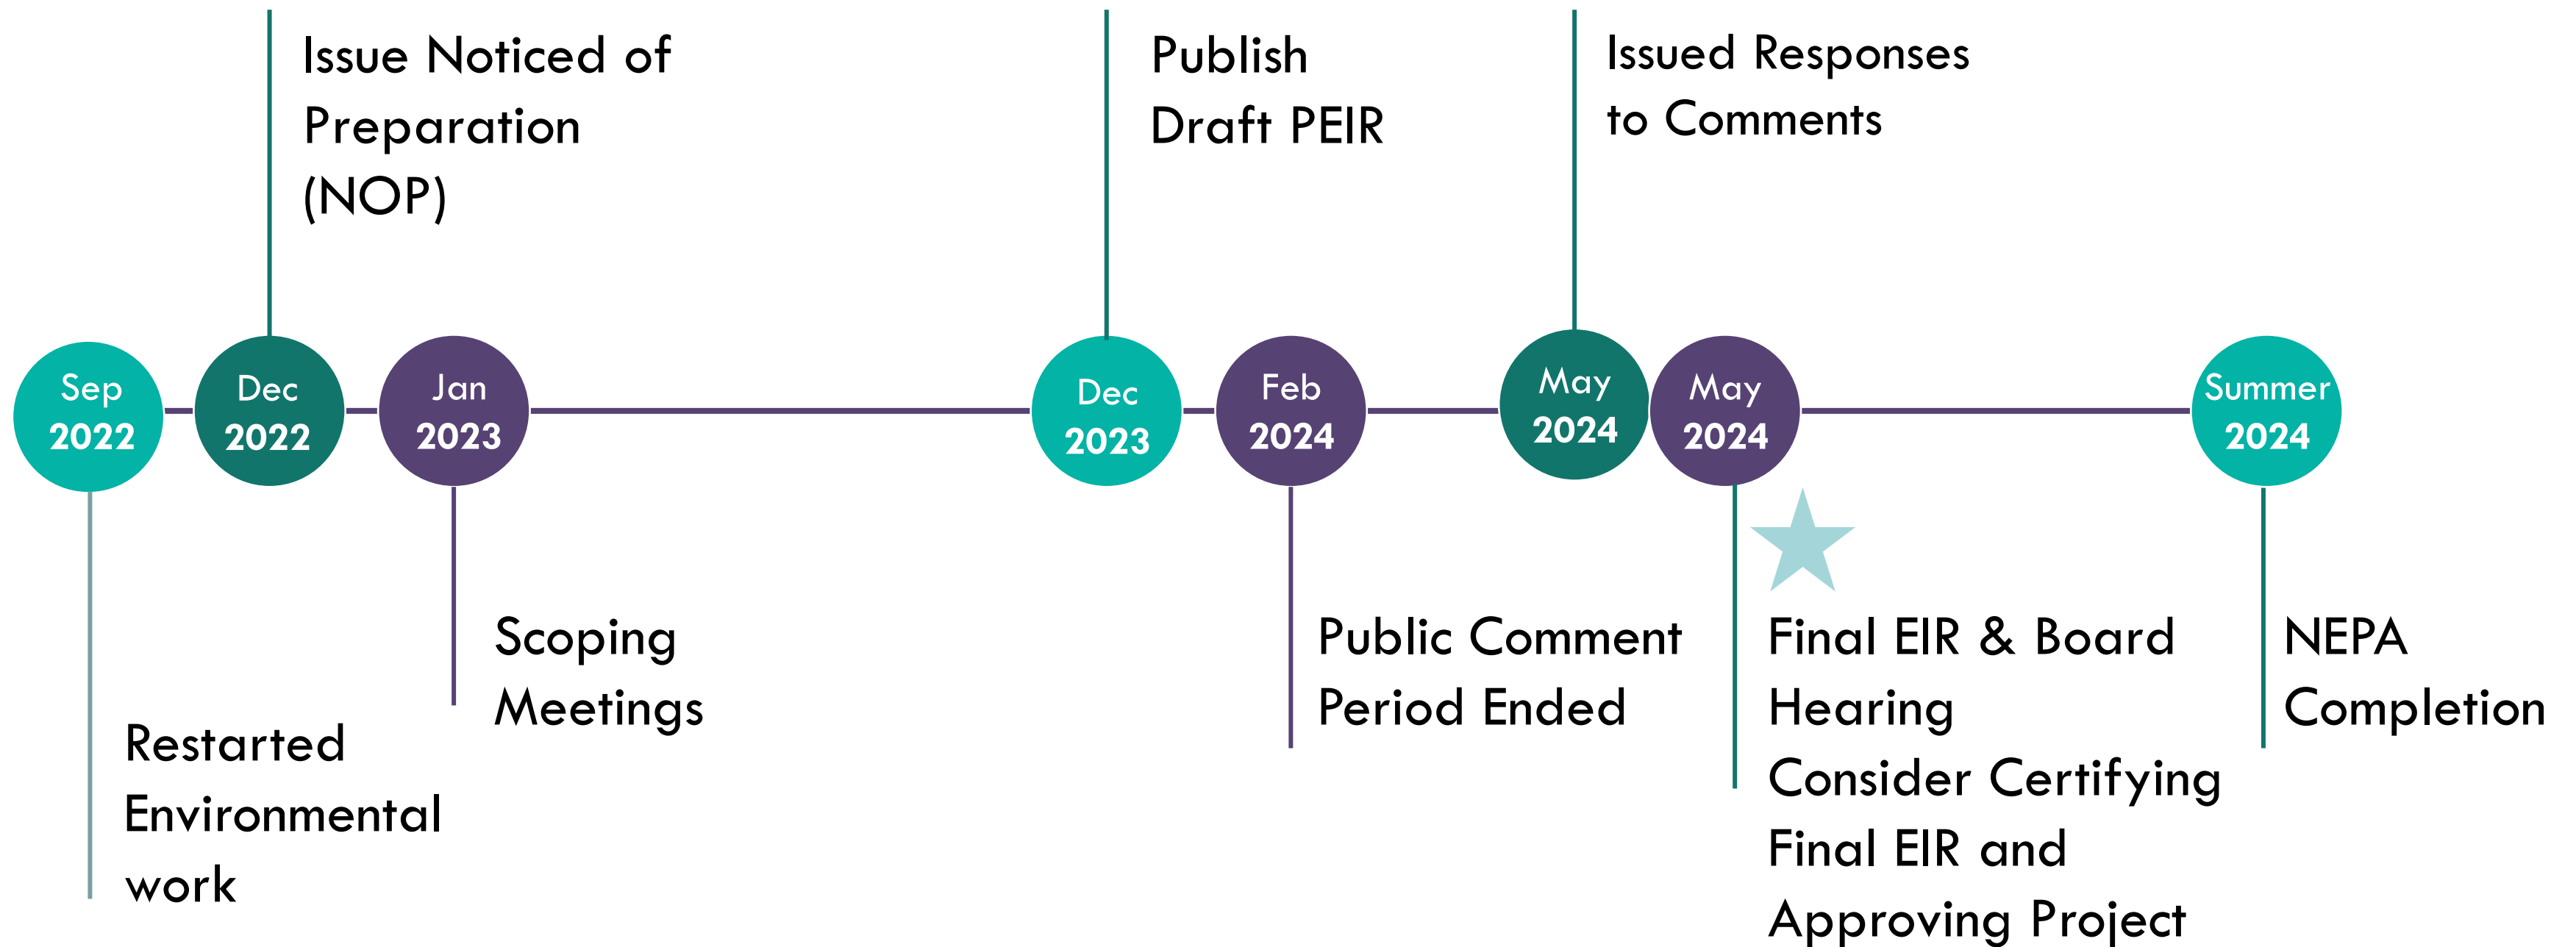 Issue Noticed of
Preparation
(NOP)
Publish
Draft PEIR
Issued Responses
to Comments
Sep
2022
Dec
2022
Jan
2023
Dec
2023
Feb
2024
May
2024
May
2024
Summer
2024
Restarted
Environmental
work
Scoping
Meetings
Public Comment
Period Ended
Final EIR & Board
Hearing
Consider Certifying
Final EIR and
Approving Project
NEPA
Completion